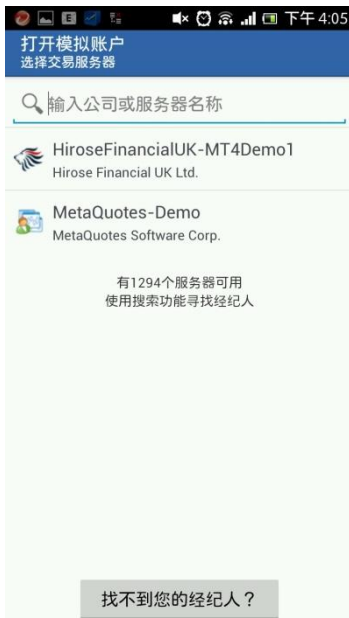 下午 4:05
打开模拟账户
选择交易服务器
输入公司或服务器名称
HiroseFinancialUK-MT4Demo1
Hirose Financial UK Ltd.
MetaQuotes-Demo
MetaQuotes Software Corp.
有1294个服务器可用
使用搜索功能寻找经纪人
找不到您的经纪人？